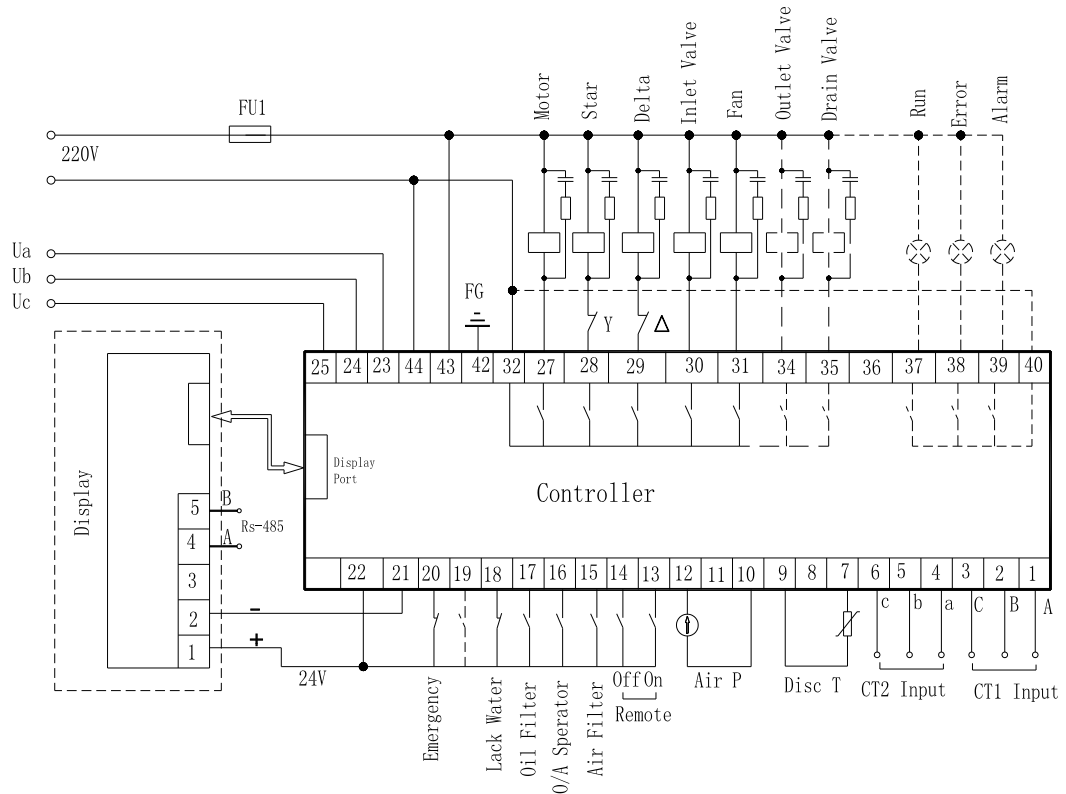 Motor
Star
Delta
Inlet Valve
Fan
Outlet Valve
Drain Valve
Run
Error
Alarm
FU1
220V
Ua
Ub
Uc
FG
Y
Δ
25 24 23 44 43 42 32 27 28 29 30 31 34 35 36 37 38 39 40
Display
Port
Controller
Display
5 B
Rs-485
4 A
3
2 -
1 +
22 21 20 19 18 17 16 15 14 13 12 11 10 9 8 7 6 5 4 3 2 1
c b a C B A
24V
Emergency
Lack Water
Oil Filter
O/A Sperator
Air Filter
Off On
Remote
Air P
Disc T
CT2 Input
CT1 Input